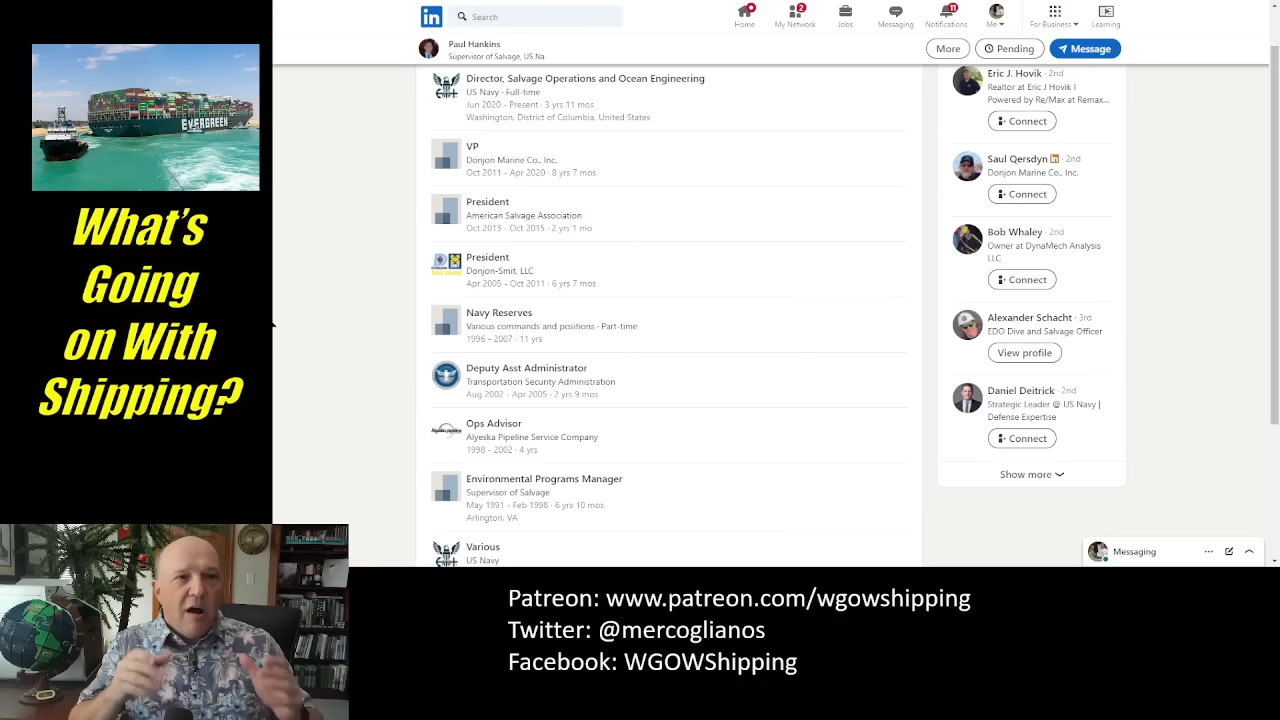 EVERGREEN
What's
Going
on With
Shipping?
in
Search
Home
2
My Network
Jobs
Messaging
11
Notifications
Me
For Business
Learning
Paul Hankins
Supervisor of Salvage, US Na
More
Pending
Message
Director, Salvage Operations and Ocean Engineering
US Navy · Full-time
Jun 2020 - Present · 3 yrs 11 mos
Washington, District of Columbia, United States
VP
Donjon Marine Co., Inc.
Oct 2011 - Apr 2020 · 8 yrs 7 mos
President
American Salvage Association
Oct 2013 - Oct 2015 · 2 yrs 1 mo
President
Donjon-Smit, LLC
Apr 2005 - Oct 2011 · 6 yrs 7 mos
Navy Reserves
Various commands and positions · Part-time
1996 - 2007 · 11 yrs
Deputy Asst Administrator
Transportation Security Administration
Aug 2002 - Apr 2005 · 2 yrs 9 mos
Ops Advisor
Alyeska Pipeline Service Company
1998 - 2002 · 4 yrs
Environmental Programs Manager
Supervisor of Salvage
May 1991 - Feb 1998 · 6 yrs 10 mos
Arlington, VA
Various
US Navy
Eric J. Hovik · 2nd
Realtor at Eric J Hovik I
Powered by Re/Max at Remax...
Connect
Saul Qersdyn in · 2nd
Donjon Marine Co., Inc.
Connect
Bob Whaley · 2nd
Owner at DynaMech Analysis
LLC
Connect
Alexander Schacht · 3rd
EDO Dive and Salvage Officer
View profile
Daniel Deitrick · 2nd
Strategic Leader @ US Navy |
Defense Expertise
Connect
Show more
Messaging
Patreon: www.patreon.com/wgowshipping
Twitter: @mercoglianos
Facebook: WGOWShipping